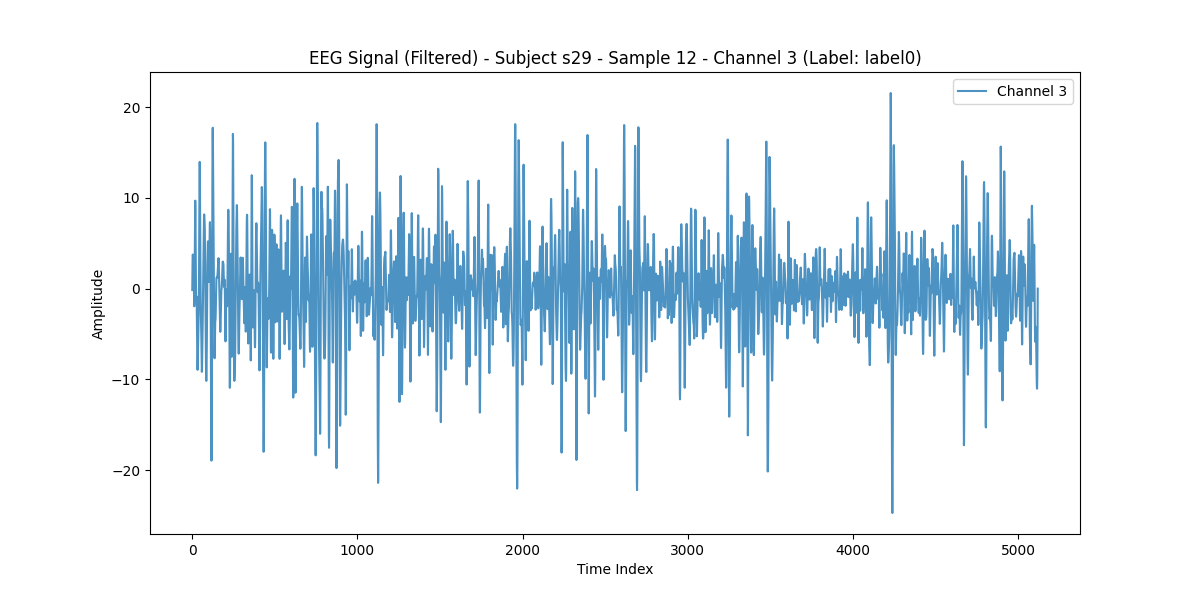 EEG Signal (Filtered) - Subject s29 - Sample 12 - Channel 3 (Label: label0)
Channel 3
20
10
0
−10
−20
Amplitude
0 1000 2000 3000 4000 5000
Time Index